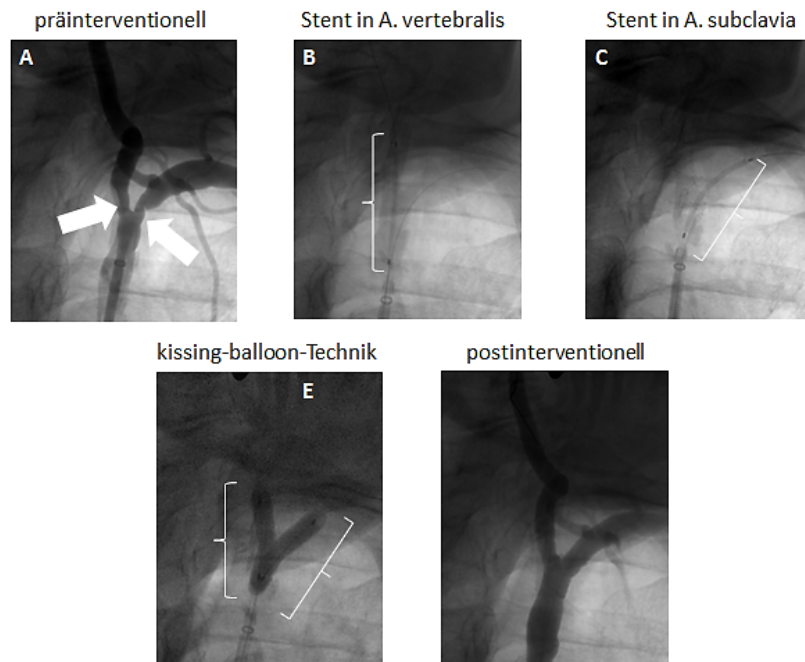 präinterventionell
Stent in A. vertebralis
Stent in A. subclavia
A
B
C
kissing-balloon-Technik
postinterventionell
E